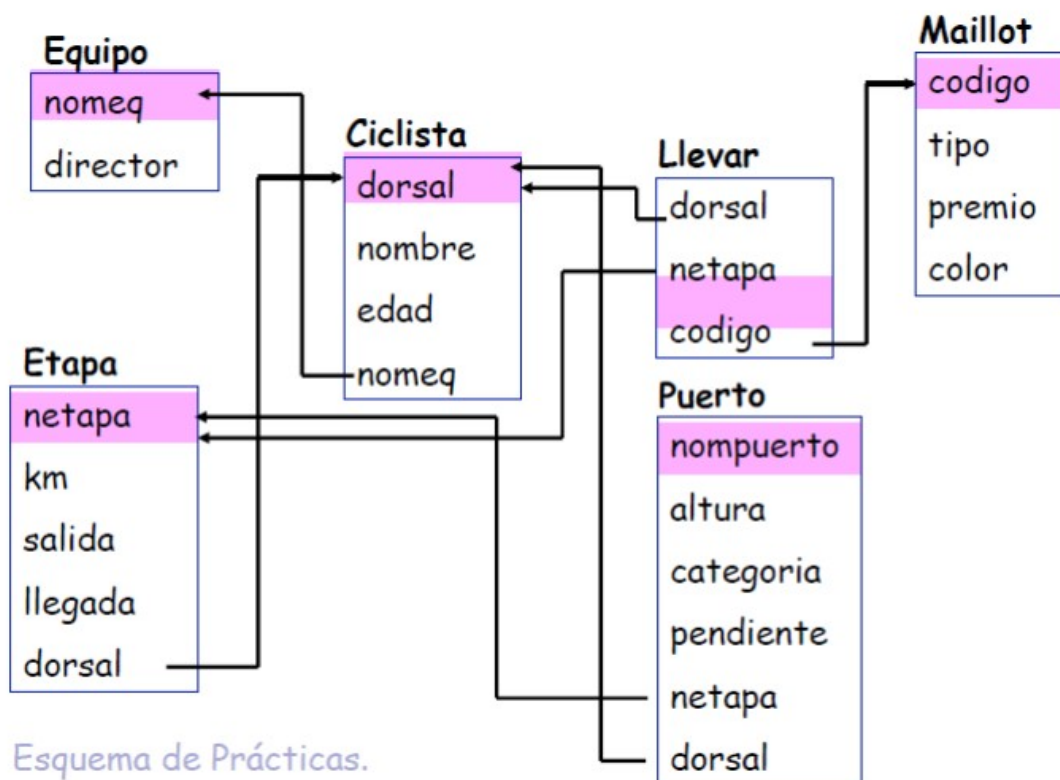 Equipo
nomeq
director
Ciclista
dorsal
nombre
edad
nomeq
Llevar
dorsal
netapa
codigo
Maillot
codigo
tipo
premio
color
Etapa
netapa
km
salida
llegada
dorsal
Puerto
nompuerto
altura
categoria
pendiente
netapa
dorsal
Esquema de Prácticas.